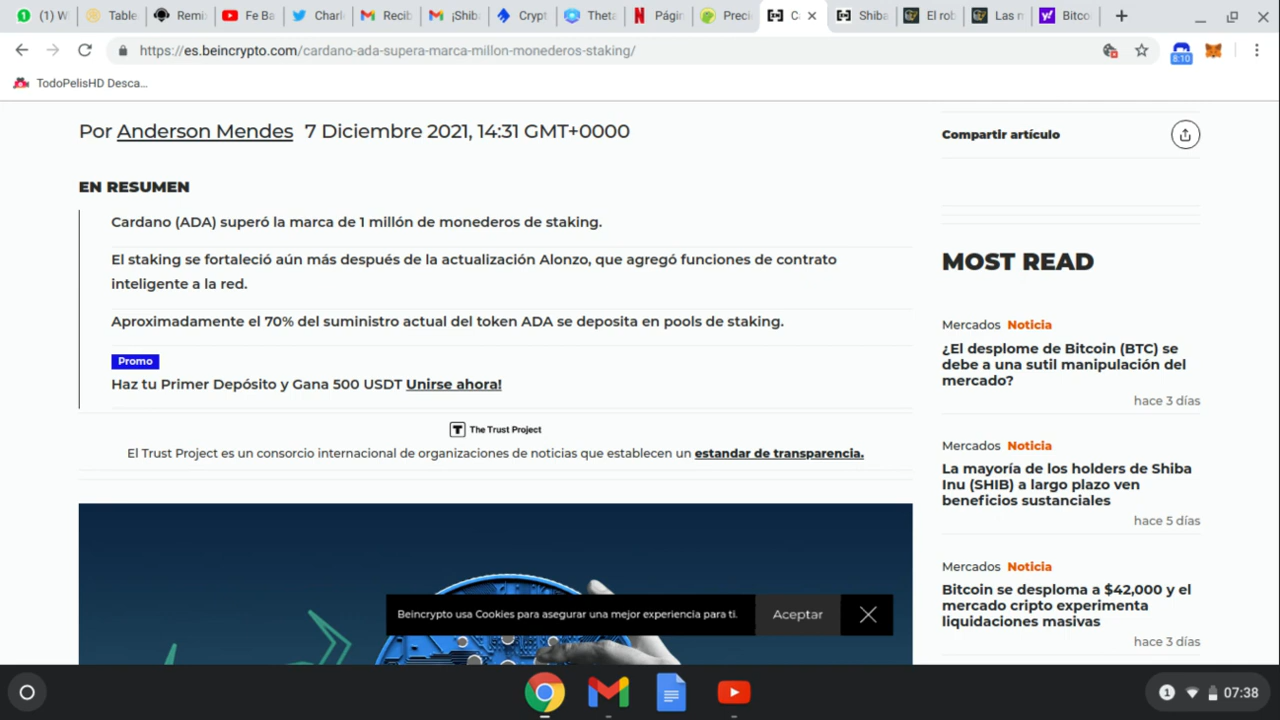 (1) W
Table
Remi
Fe Ba
Charl
Recib
¡Shib
Crypt
Theta
Págin
Preci
C
Shiba
El rob
Las n
Bitco
https://es.beincrypto.com/cardano-ada-supera-marca-millon-monederos-staking/
8:10
TodoPelisHD Desca...
Por Anderson Mendes 7 Diciembre 2021, 14:31 GMT+0000
EN RESUMEN
Cardano (ADA) superó la marca de 1 millón de monederos de staking.
El staking se fortaleció aún más después de la actualización Alonzo, que agregó funciones de contrato
inteligente a la red.
Aproximadamente el 70% del suministro actual del token ADA se deposita en pools de staking.
Promo
Haz tu Primer Depósito y Gana 500 USDT Unirse ahora!
The Trust Project
El Trust Project es un consorcio internacional de organizaciones de noticias que establecen un estandar de transparencia.
Compartir artículo
MOST READ
Mercados Noticia
¿El desplome de Bitcoin (BTC) se
debe a una sutil manipulación del
mercado?
hace 3 días
Mercados Noticia
La mayoría de los holders de Shiba
Inu (SHIB) a largo plazo ven
beneficios sustanciales
hace 5 días
Mercados Noticia
Bitcoin se desploma a $42,000 y el
mercado cripto experimenta
liquidaciones masivas
hace 3 días
Beincrypto usa Cookies para asegurar una mejor experiencia para ti.
Aceptar
1
07:38